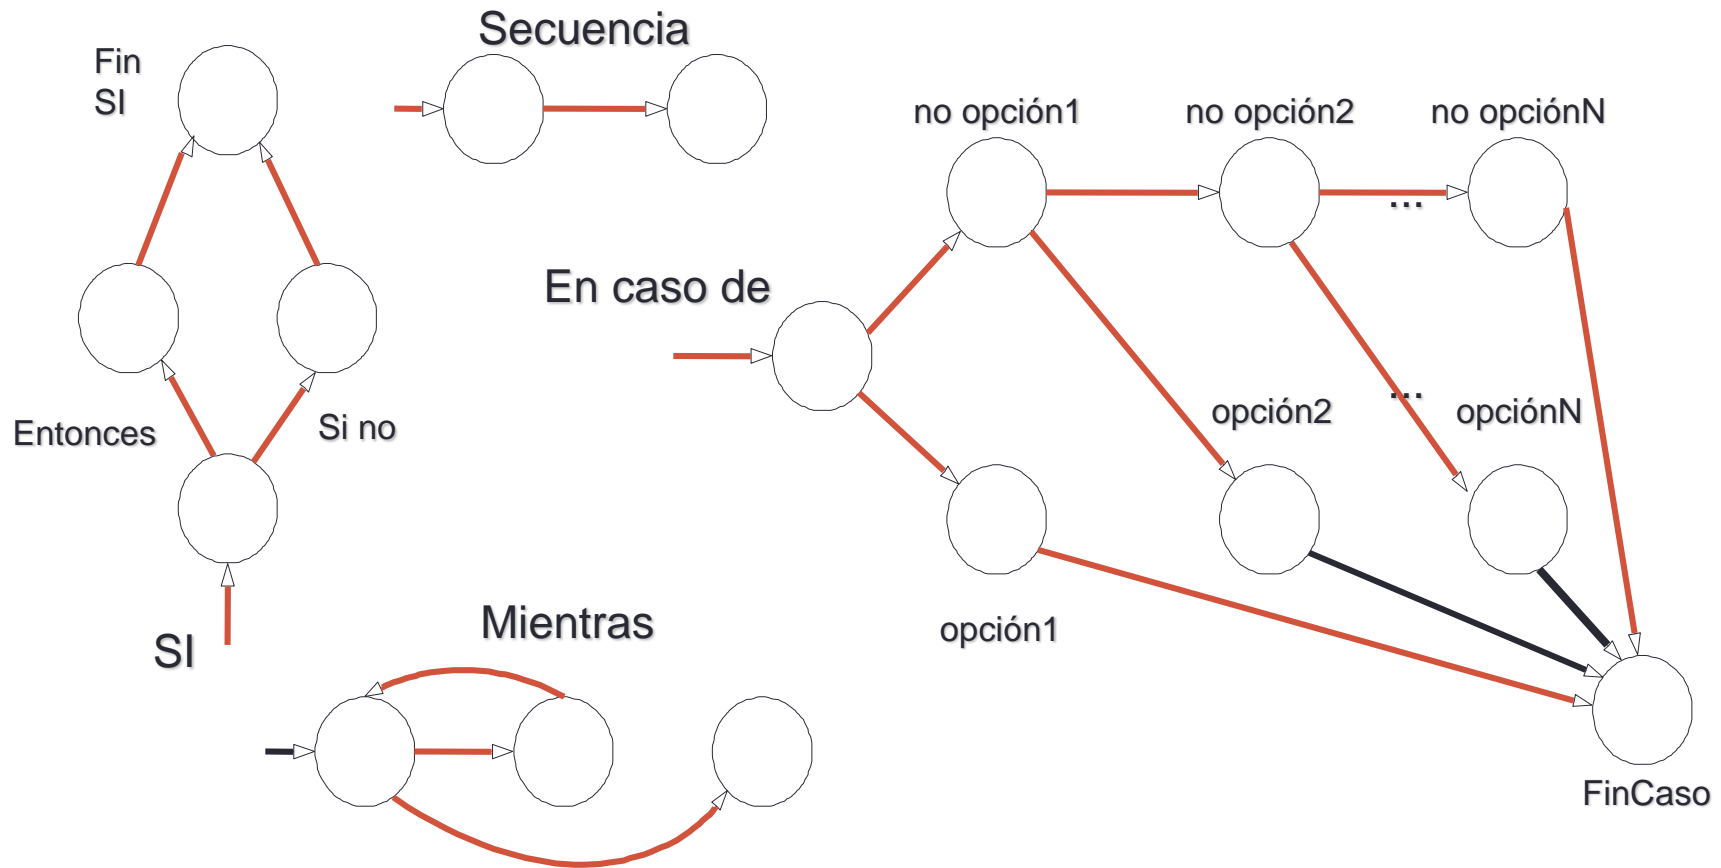 Secuencia
Fin
SI
no opción1
no opción2
no opciónN
...
En caso de
...
Entonces
Si no
opción2
opciónN
SI
Mientras
opción1
FinCaso